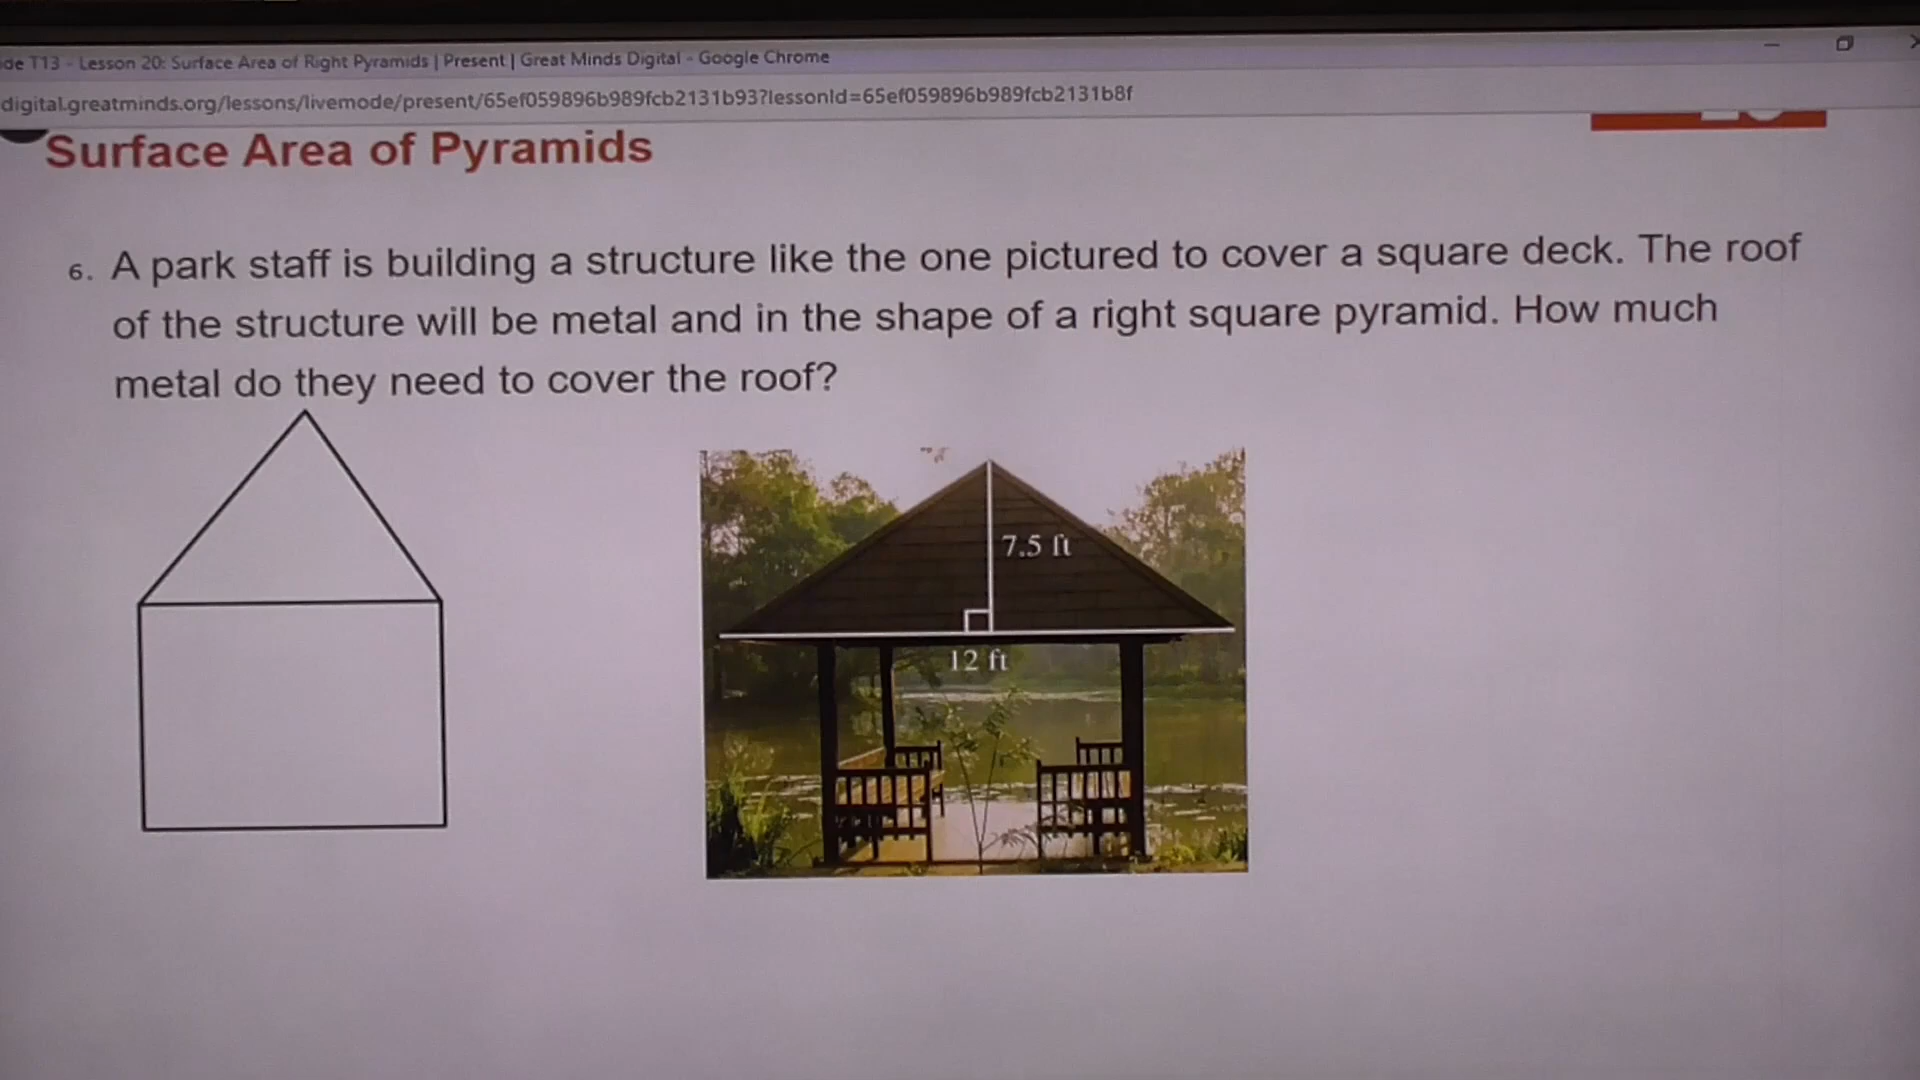 de T13 - Lesson 20: Surface Area of Right Pyramids | Present | Great Minds Digital - Google Chrome
digital.greatminds.org/lessons/livemode/present/65ef059896b989fcb2131b93?lessonId=65ef059896b989fcb2131b8f
Surface Area of Pyramids
6. A park staff is building a structure like the one pictured to cover a square deck. The roof
of the structure will be metal and in the shape of a right square pyramid. How much
metal do they need to cover the roof?
7.5 ft
12 ft